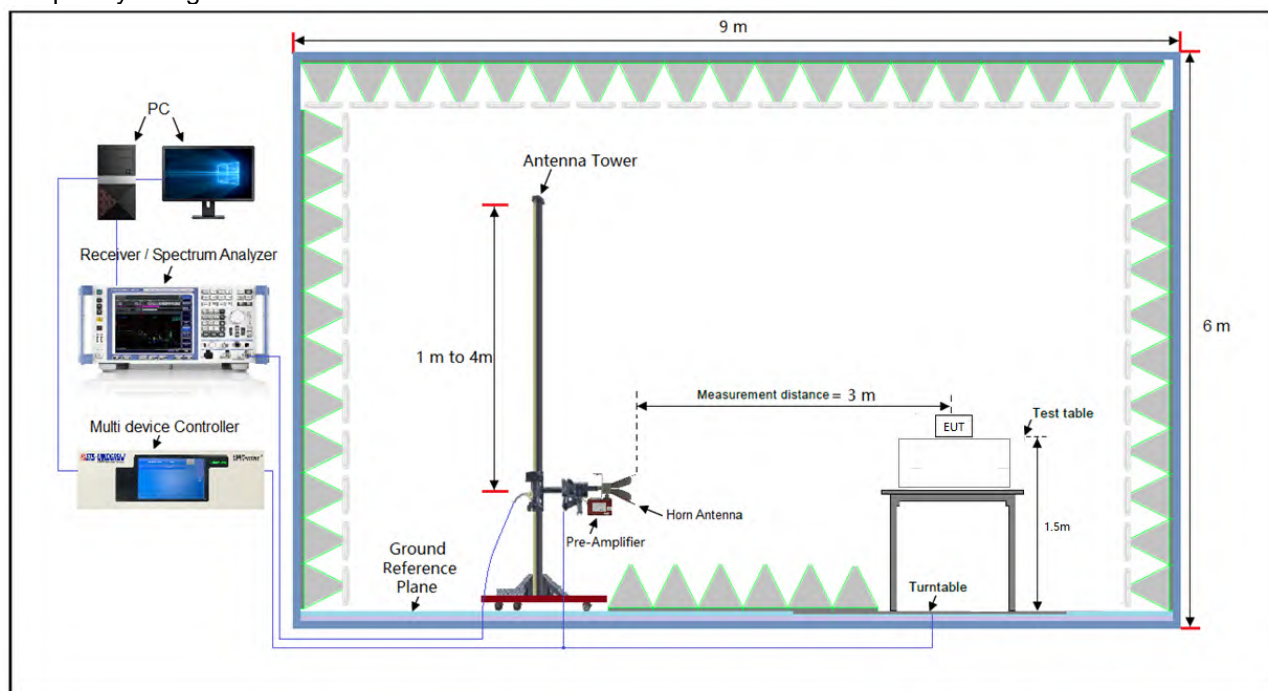 9 m
PC
Antenna Tower
Receiver / Spectrum Analyzer
1 m to 4m
6 m
Measurement distance = 3 m
Test table
EUT
Multi device Controller
Horn Antenna
Pre-Amplifier
1.5m
Ground
Reference
Plane
Turntable